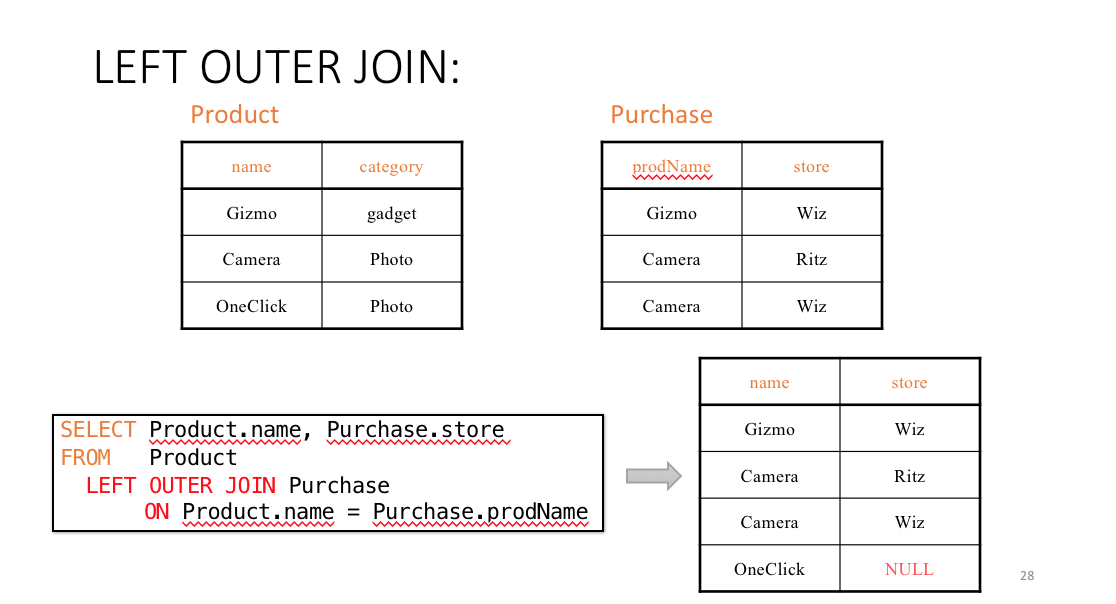 LEFT OUTER JOIN:
Product
name category
Gizmo gadget
Camera Photo
OneClick Photo
Purchase
prodName store
Gizmo Wiz
Camera Ritz
Camera Wiz
SELECT Product.name, Purchase.store
FROM Product
LEFT OUTER JOIN Purchase
ON Product.name = Purchase.prodName
name store
Gizmo Wiz
Camera Ritz
Camera Wiz
OneClick NULL
28